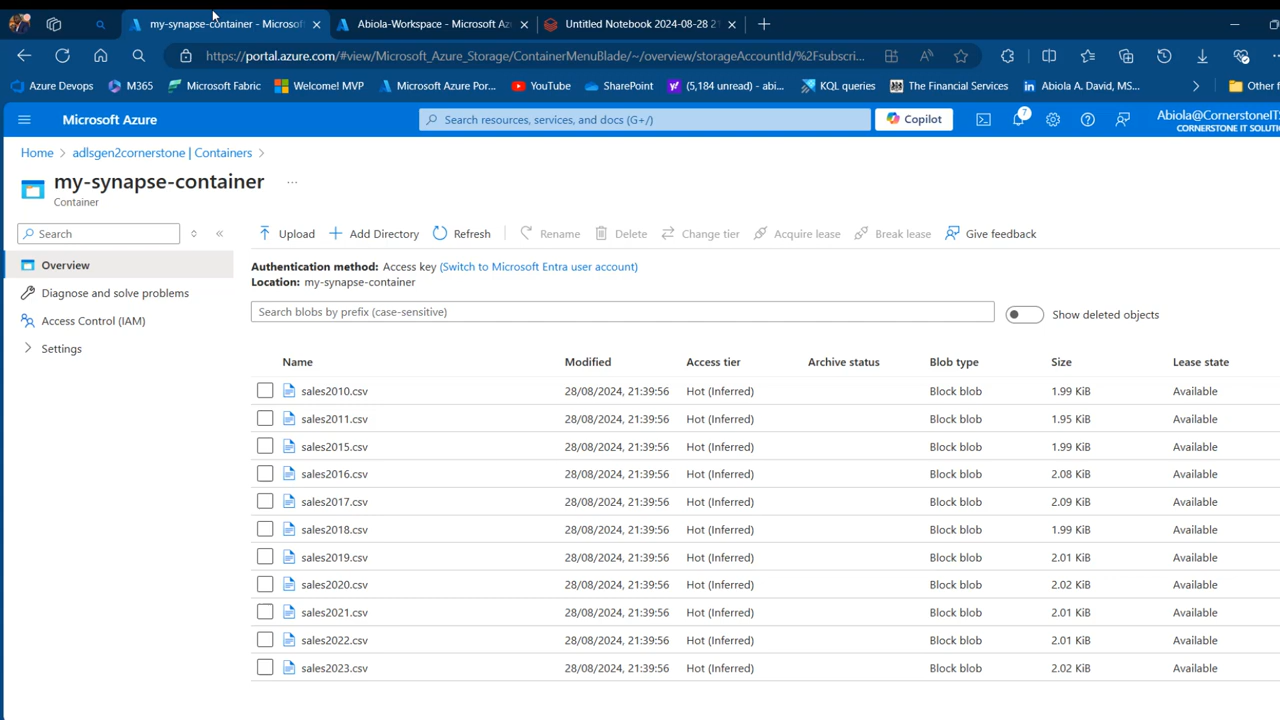 my-synapse-container - Microsof
Abiola-Workspace - Microsoft Az
Untitled Notebook 2024-08-28 2
https://portal.azure.com/#view/Microsoft_Azure_Storage/ContainerMenuBlade/~/overview/storageAccountId/%2Fsubscri...
Azure Devops
M365
Microsoft Fabric
Welcome! MVP
Microsoft Azure Por...
YouTube
SharePoint
(5,184 unread) - abi...
KQL queries
The Financial Services
Abiola A. David, MS...
Other f
Microsoft Azure
Search resources, services, and docs (G+/)
Copilot
7
Abiola@CornerstoneIT
CORNERSTONE IT SOLUTION
Home > adlsgen2cornerstone | Containers >
my-synapse-container ...
Container
Search
Upload
Add Directory
Refresh
Rename
Delete
Change tier
Acquire lease
Break lease
Give feedback
Overview
Diagnose and solve problems
Access Control (IAM)
Settings
Authentication method: Access key (Switch to Microsoft Entra user account)
Location: my-synapse-container
Search blobs by prefix (case-sensitive)
Show deleted objects
Name Modified Access tier Archive status Blob type Size Lease state
sales2010.csv 28/08/2024, 21:39:56 Hot (Inferred) Block blob 1.99 KiB Available
sales2011.csv 28/08/2024, 21:39:56 Hot (Inferred) Block blob 1.95 KiB Available
sales2015.csv 28/08/2024, 21:39:56 Hot (Inferred) Block blob 1.99 KiB Available
sales2016.csv 28/08/2024, 21:39:56 Hot (Inferred) Block blob 2.08 KiB Available
sales2017.csv 28/08/2024, 21:39:56 Hot (Inferred) Block blob 2.09 KiB Available
sales2018.csv 28/08/2024, 21:39:56 Hot (Inferred) Block blob 1.99 KiB Available
sales2019.csv 28/08/2024, 21:39:56 Hot (Inferred) Block blob 2.01 KiB Available
sales2020.csv 28/08/2024, 21:39:56 Hot (Inferred) Block blob 2.02 KiB Available
sales2021.csv 28/08/2024, 21:39:56 Hot (Inferred) Block blob 2.01 KiB Available
sales2022.csv 28/08/2024, 21:39:56 Hot (Inferred) Block blob 2.01 KiB Available
sales2023.csv 28/08/2024, 21:39:56 Hot (Inferred) Block blob 2.02 KiB Available